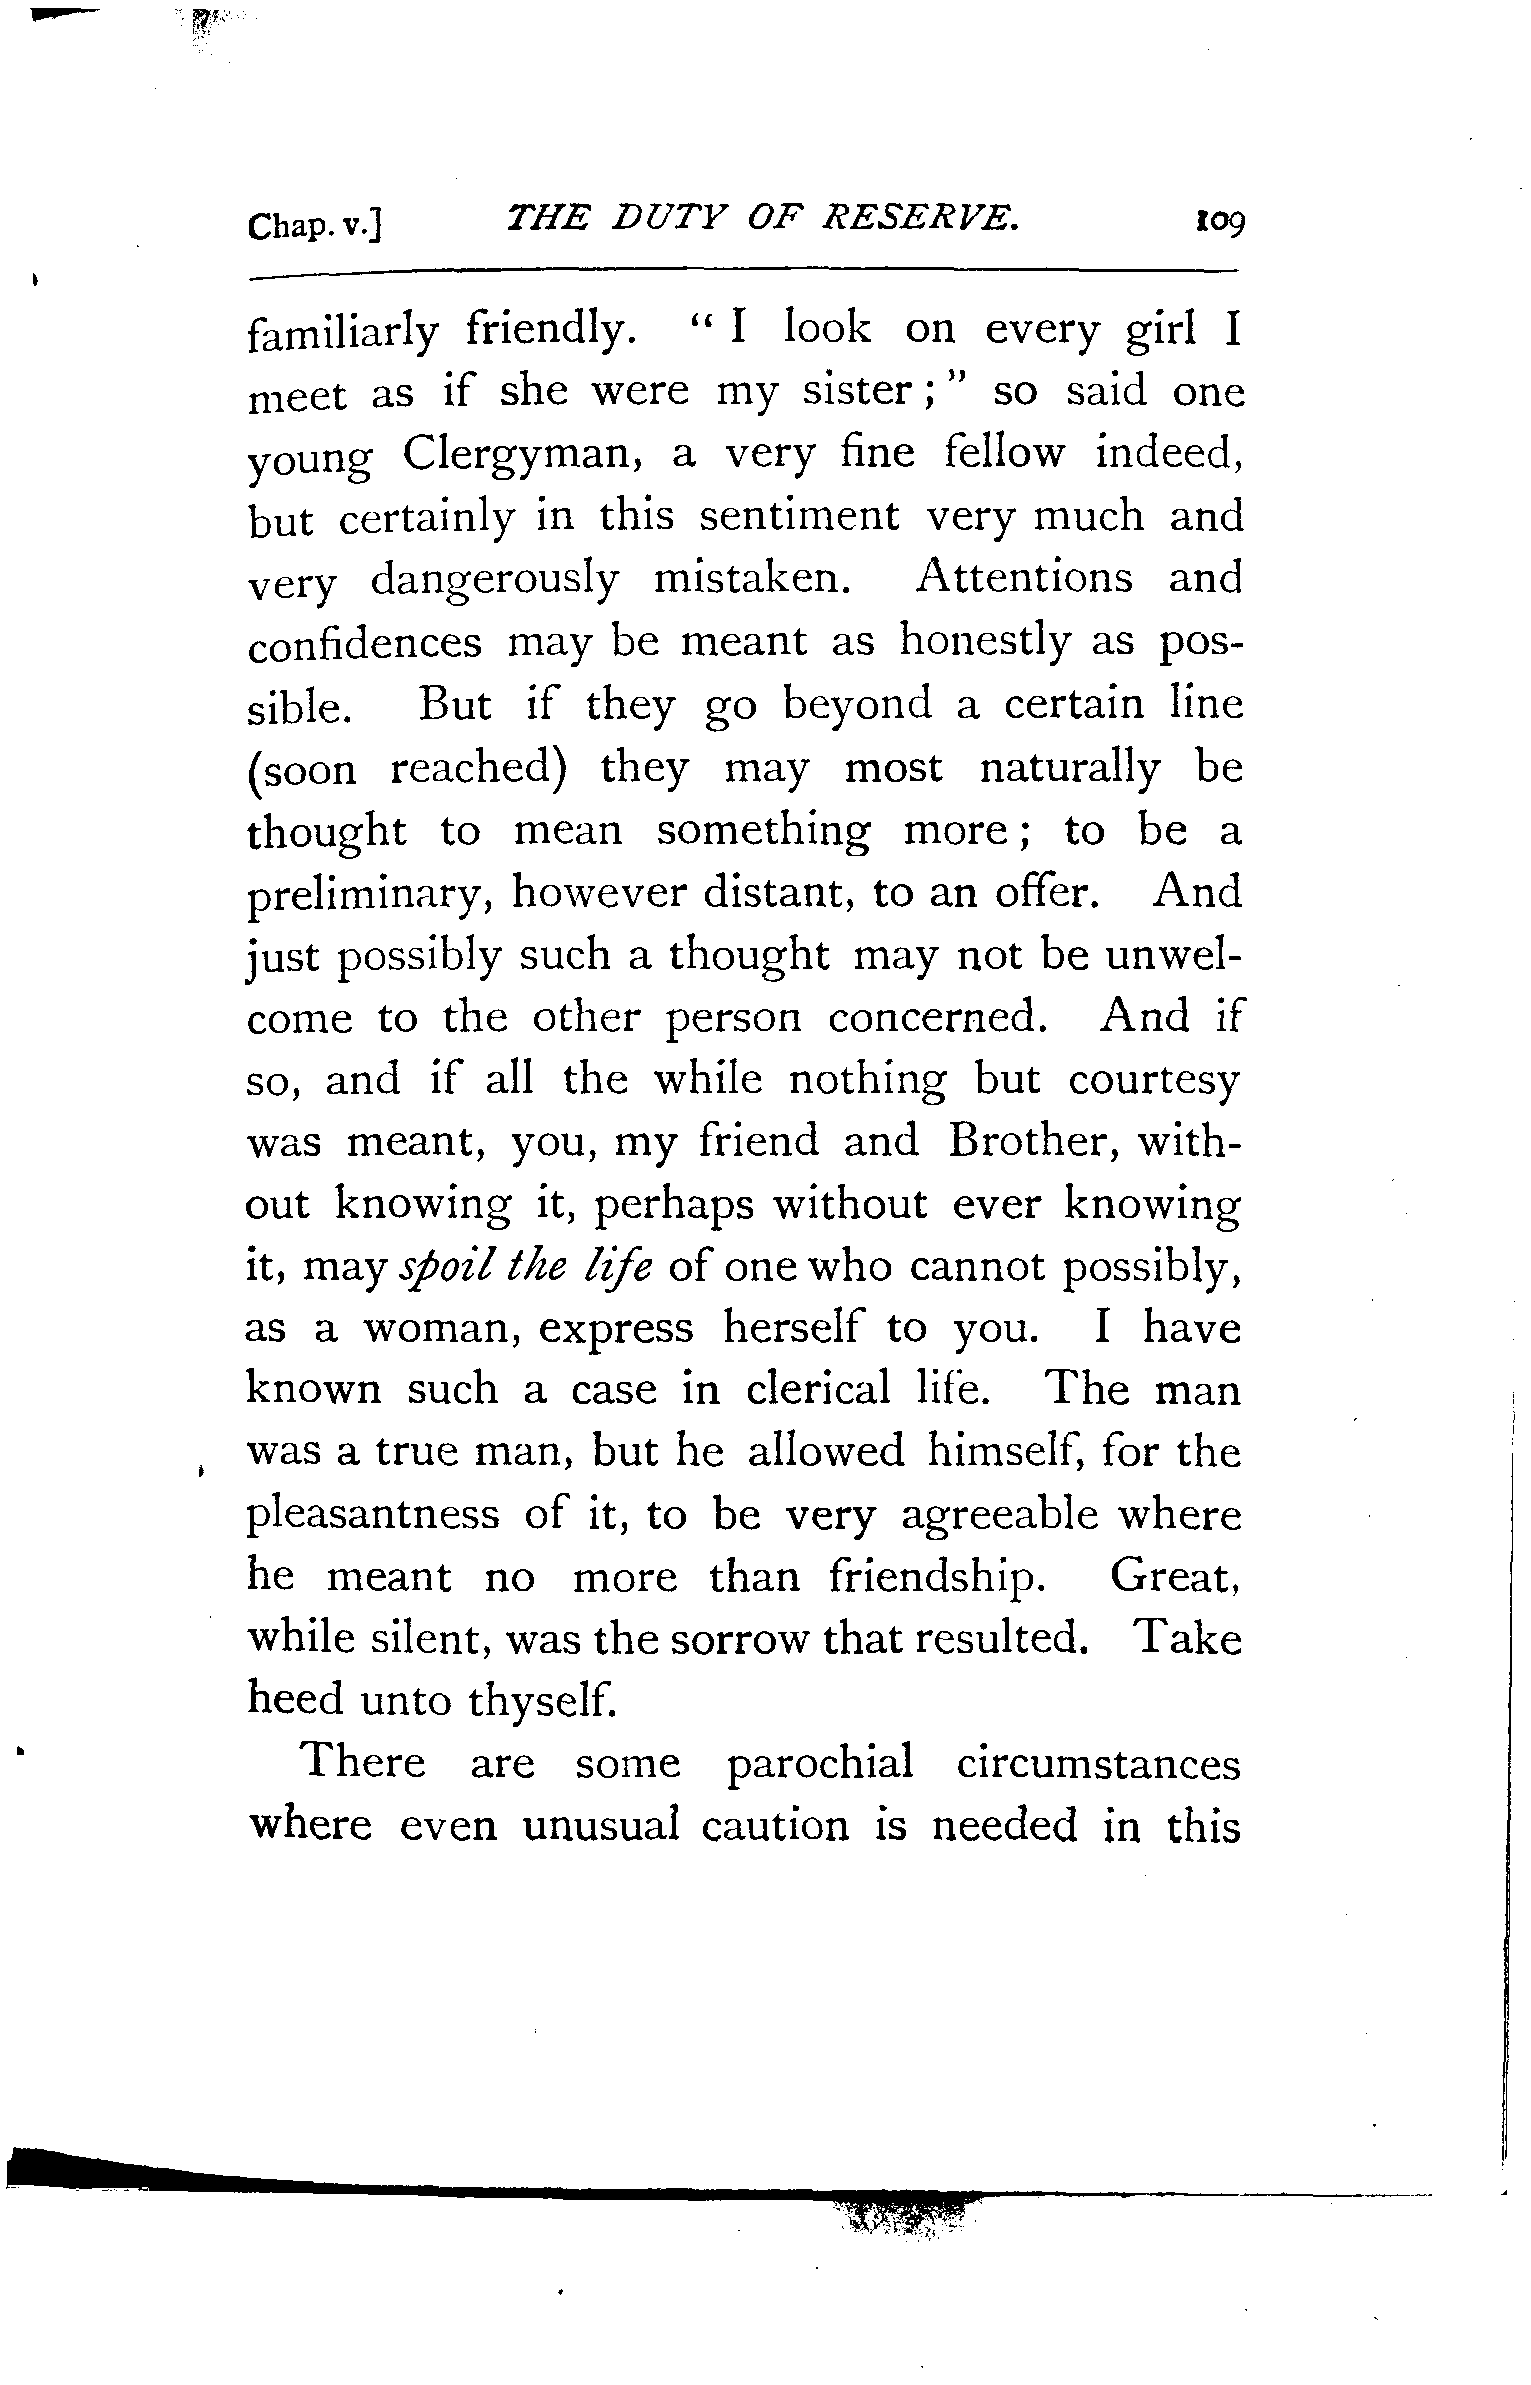 Chap. v.] THE DUTY OF RESERVE. 109
familiarly friendly. “ I look on every girl I
meet as if she were my sister ; ” so said one
young Clergyman, a very fine fellow indeed,
but certainly in this sentiment very much and
very dangerously mistaken. Attentions and
confidences may be meant as honestly as pos-
sible. But if they go beyond a certain line
(soon reached) they may most naturally be
thought to mean something more ; to be a
preliminary, however distant, to an offer. And
just possibly such a thought may not be unwel-
come to the other person concerned. And if
so, and if all the while nothing but courtesy
was meant, you, my friend and Brother, with-
out knowing it, perhaps without ever knowing
it, may spoil the life of one who cannot possibly,
as a woman, express herself to you. I have
known such a case in clerical life. The man
was a true man, but he allowed himself, for the
pleasantness of it, to be very agreeable where
he meant no more than friendship. Great,
while silent, was the sorrow that resulted. Take
heed unto thyself.
There are some parochial circumstances
where even unusual caution is needed in this